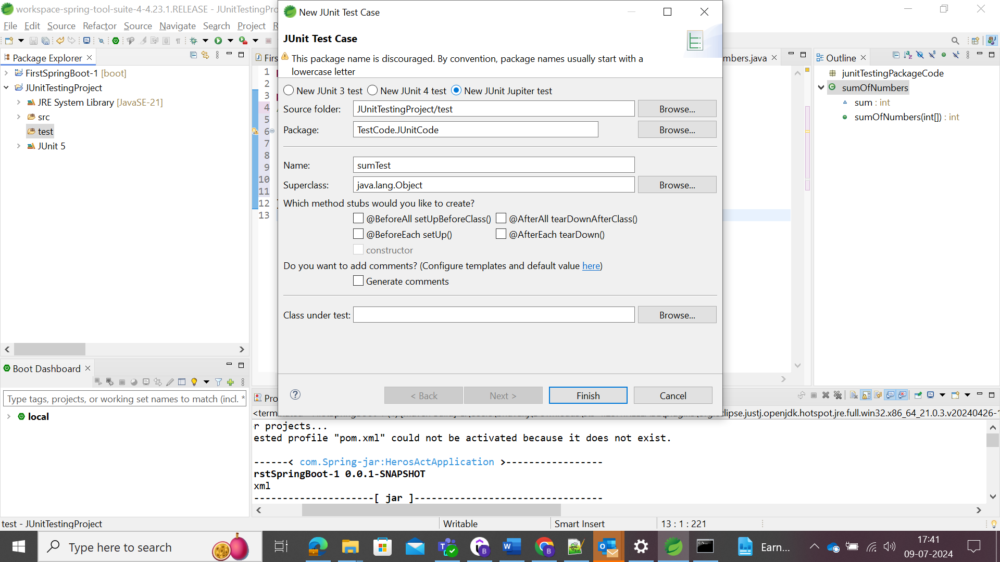 workspace-spring-tool-suite-4-4.23.1.RELEASE - JUnitTestingPro
File Edit Source Refactor Source Navigate Search Project
Package Explorer
FirstSpringBoot-1 [boot]
JUnitTestingProject
JRE System Library [JavaSE-21]
src
test
JUnit 5
Boot Dashboard
Type tags, projects, or working set names to match (incl. *
local
Firs
1
2
3
4
5
6
7
8
9
10
11
12
13
New JUnit Test Case
JUnit Test Case
This package name is discouraged. By convention, package names usually start with a
lowercase letter
New JUnit 3 test New JUnit 4 test New JUnit Jupiter test
Source folder: JUnitTestingProject/test Browse...
Package: TestCode.JUnitCode Browse...
Name: sumTest
Superclass: java.lang.Object Browse...
Which method stubs would you like to create?
@BeforeAll setUpBeforeClass() @AfterAll tearDownAfterClass()
@BeforeEach setUp() @AfterEach tearDown()
constructor
Do you want to add comments? (Configure templates and default value here)
Generate comments
Class under test: Browse...
< Back Next > Finish Cancel
mbers.java
Outline
junitTestingPackageCode
sumOfNumbers
sum : int
sumOfNumbers(int[]) : int
Pro
clipse.justj.openjdk.hotspot.jre.full.win32.x86_64_21.0.3.v20240426-1
r projects...
ested profile "pom.xml" could not be activated because it does not exist.
------< com.Spring-jar:HerosActApplication >-----------------
rstSpringBoot-1 0.0.1-SNAPSHOT
xml
---------------------[ jar ]---------------------------------
test - JUnitTestingProject Writable Smart Insert 13 : 1 : 221
Type here to search Earn... 17:41
09-07-2024